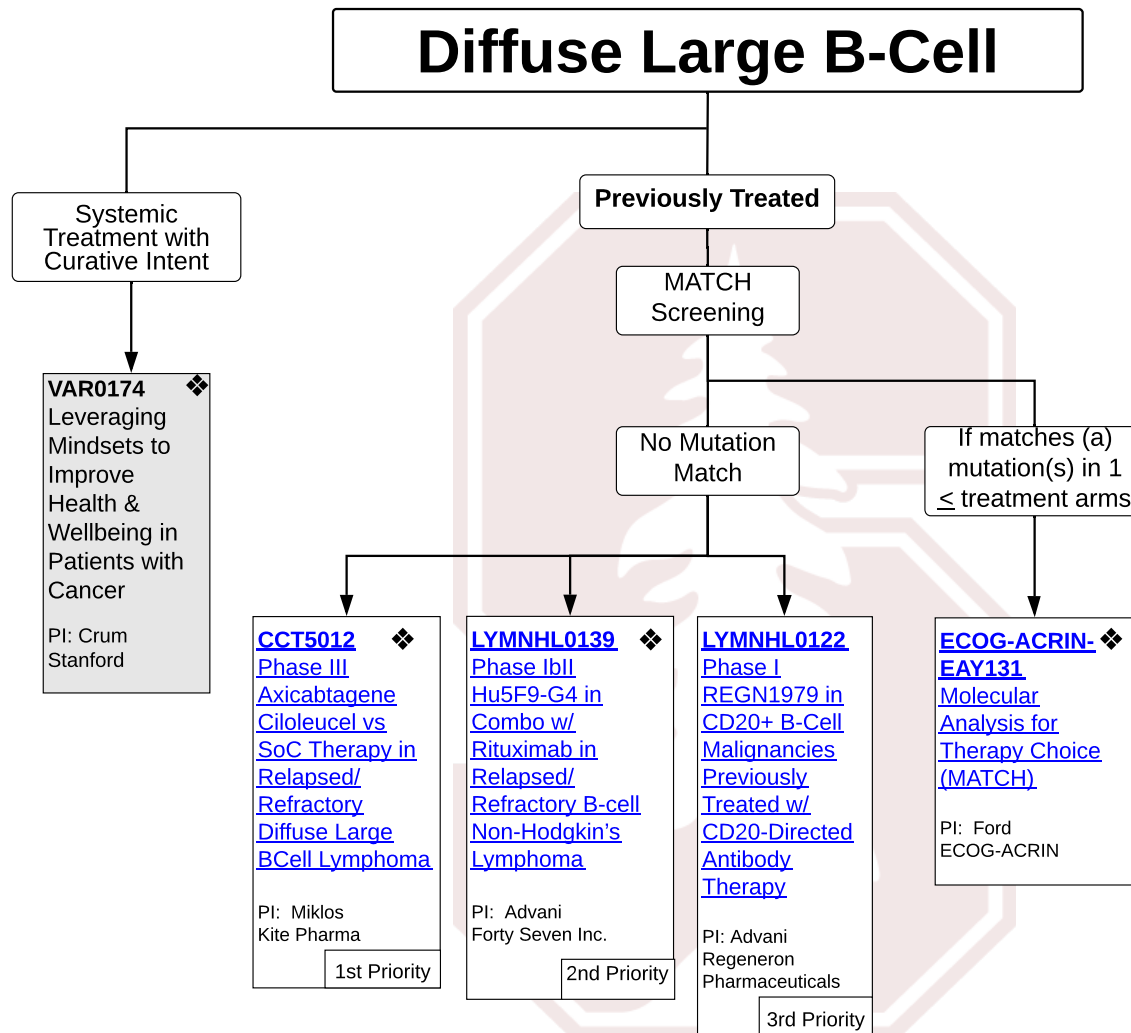 Diffuse Large B-Cell
Systemic
Treatment with
Curative Intent
Previously Treated
MATCH
Screening
No Mutation
Match
If matches (a)
mutation(s) in 1
< treatment arms
VAR0174 ❖
Leveraging
Mindsets to
Improve
Health &
Wellbeing in
Patients with
Cancer
PI: Crum
Stanford
CCT5012 ❖
Phase III
Axicabtagene
Ciloleucel vs
SoC Therapy in
Relapsed/
Refractory
Diffuse Large
BCell Lymphoma
PI:  Miklos
Kite Pharma
1st Priority
LYMNHL0139 ❖
Phase IbII
Hu5F9-G4 in
Combo w/
Rituximab in
Relapsed/
Refractory B-cell
Non-Hodgkin’s
Lymphoma
PI:  Advani
Forty Seven Inc.
2nd Priority
LYMNHL0122
Phase I
REGN1979 in
CD20+ B-Cell
Malignancies
Previously
Treated w/
CD20-Directed
Antibody
Therapy
PI: Advani
Regeneron
Pharmaceuticals
3rd Priority
ECOG-ACRIN- ❖
EAY131
Molecular
Analysis for
Therapy Choice
(MATCH)
PI:  Ford
ECOG-ACRIN